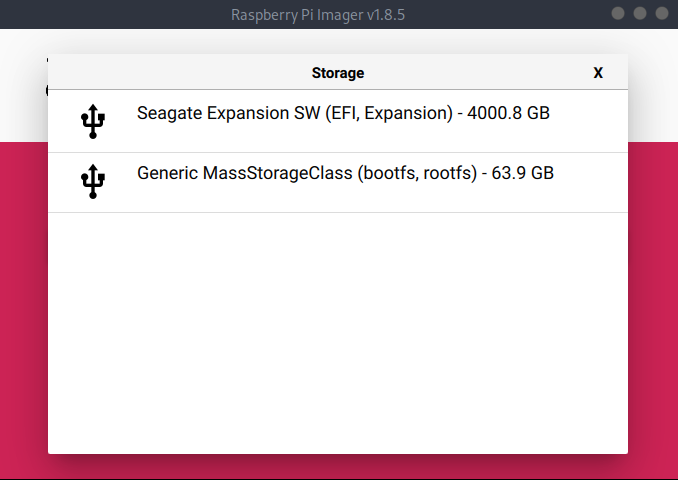 Raspberry Pi Imager v1.8.5
Storage
X
Seagate Expansion SW (EFI, Expansion) - 4000.8 GB
Generic MassStorageClass (bootfs, rootfs) - 63.9 GB